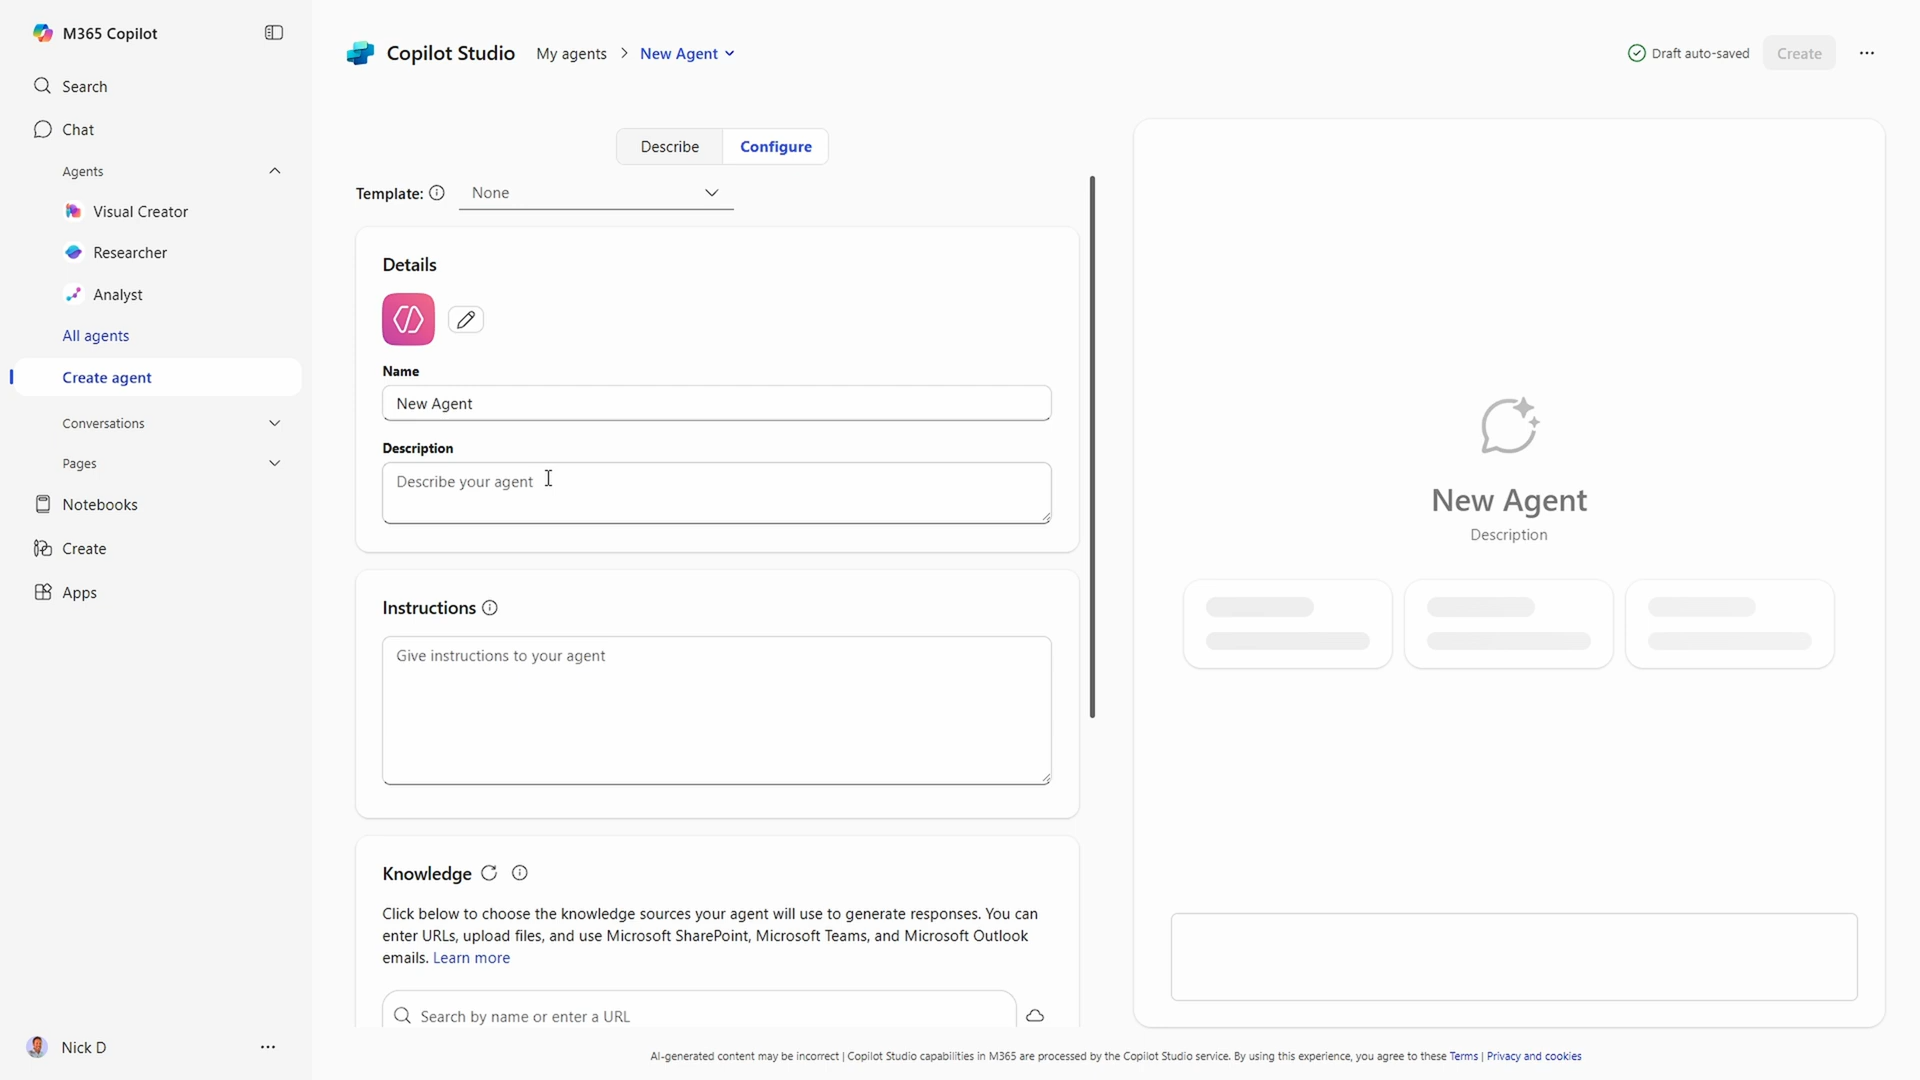 M365 Copilot
Search
Chat
Agents
Visual Creator
Researcher
Analyst
All agents
Create agent
Conversations
Pages
Notebooks
Create
Apps
Nick D
Copilot Studio
My agents
New Agent
Draft auto-saved
Create
Describe
Configure
Template:
None
Details
Name
New Agent
Description
Describe your agent
Instructions
Give instructions to your agent
Knowledge
Click below to choose the knowledge sources your agent will use to generate responses. You can
enter URLs, upload files, and use Microsoft SharePoint, Microsoft Teams, and Microsoft Outlook
emails. Learn more
Search by name or enter a URL
New Agent
Description
AI-generated content may be incorrect | Copilot Studio capabilities in M365 are processed by the Copilot Studio service. By using this experience, you agree to these Terms | Privacy and cookies